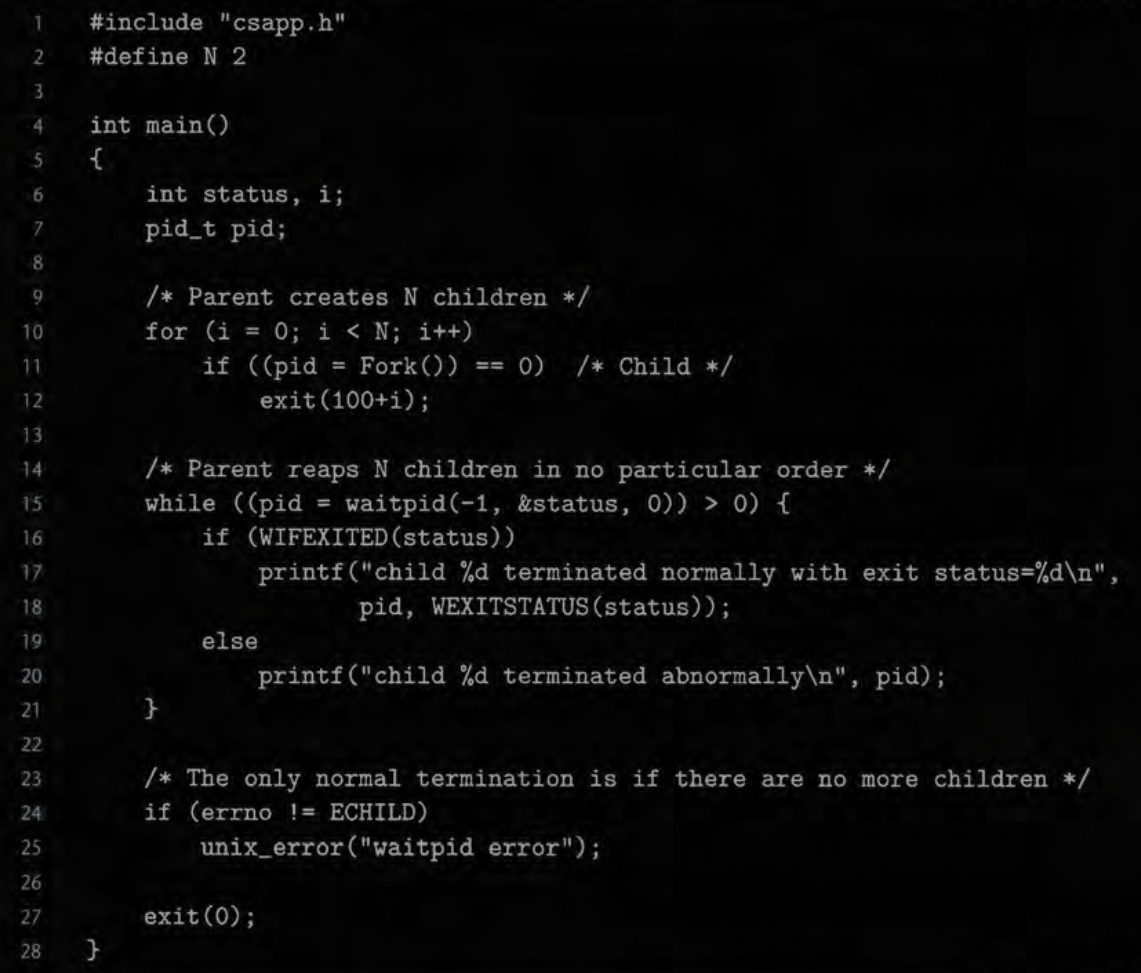 1 #include "csapp.h"
2 #define N 2
3
4 int main()
5 {
6 int status, i;
7 pid_t pid;
8
9 /* Parent creates N children */
10 for (i = 0; i < N; i++)
11 if ((pid = Fork()) == 0) /* Child */
12 exit(100+i);
13
14 /* Parent reaps N children in no particular order */
15 while ((pid = waitpid(-1, &status, 0)) > 0) {
16 if (WIFEXITED(status))
17 printf("child %d terminated normally with exit status=%d\n",
18 pid, WEXITSTATUS(status));
19 else
20 printf("child %d terminated abnormally\n", pid);
21 }
22
23 /* The only normal termination is if there are no more children */
24 if (errno != ECHILD)
25 unix_error("waitpid error");
26
27 exit(0);
28 }